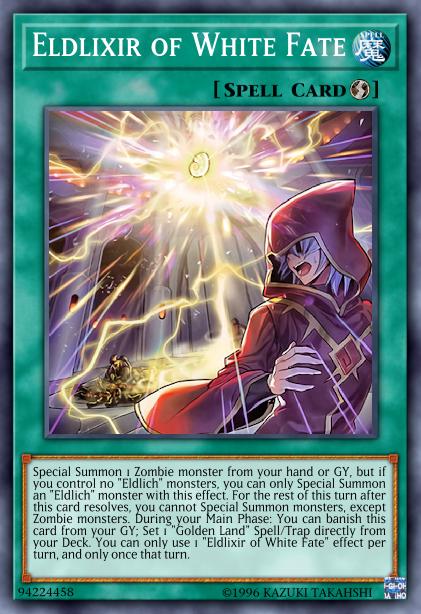 Eldlixir of White Fate
SPELL
魔
[Spell Card]
Special Summon 1 Zombie monster from your hand or GY, but if
you control no "Eldlich" monsters, you can only Special Summon
an "Eldlich" monster with this effect. For the rest of this turn after
this card resolves, you cannot Special Summon monsters, except
Zombie monsters. During your Main Phase: You can banish this
card from your GY; Set 1 "Golden Land" Spell/Trap directly from
your Deck. You can only use 1 "Eldlixir of White Fate" effect per
turn, and only once that turn.
94224458
©1996 KAZUKI TAKAHSHI